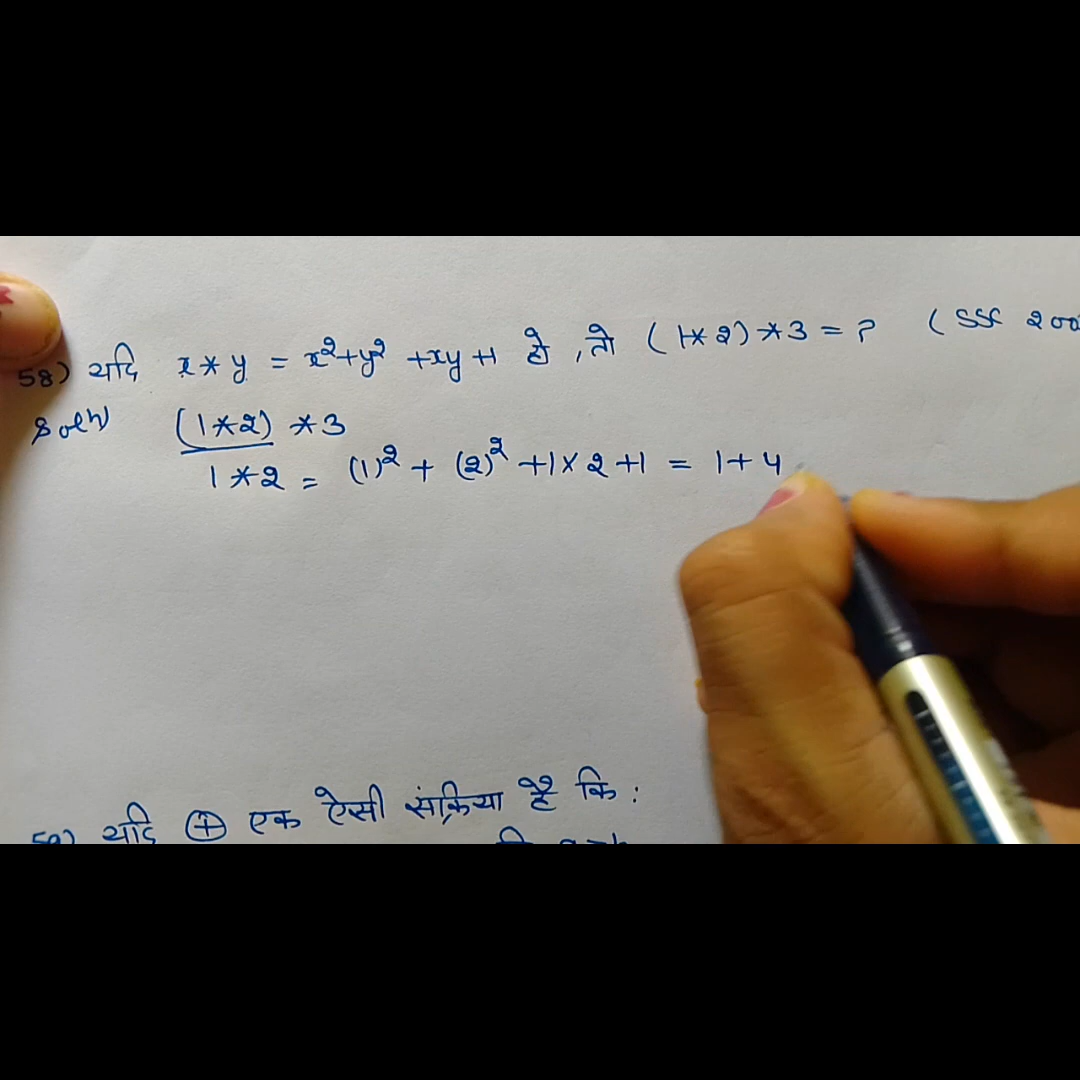 58) यदि x * y = x²+y² +xy+1 हो , तो ( 1*2) *3 = ? ( SSC 200
Soln (1*2) *3
1*2 = (1)² + (2)² +1×2+1 = 1+4
59) यदि ⊕ एक ऐसी संक्रिया है कि :